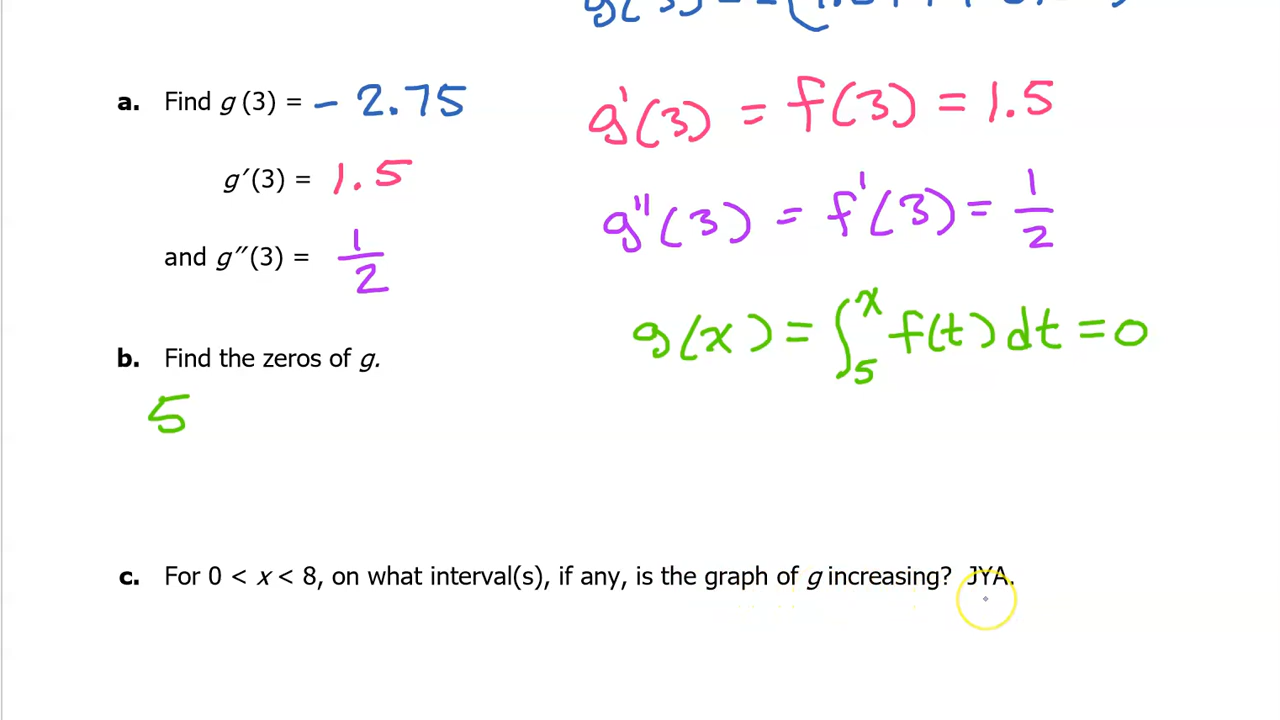 a. Find g (3) = – 2.75
g′(3) = 1.5
and g″(3) = 1/2
g'(3) = f(3) = 1.5
g"(3) = f'(3) = 1/2
g(x) = ∫₅ˣ f(t) dt = 0
b. Find the zeros of g.
5
c. For 0 < x < 8, on what interval(s), if any, is the graph of g increasing? JYA.